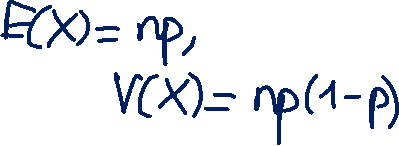 E(X) = np,
V(X) = np(1-p)